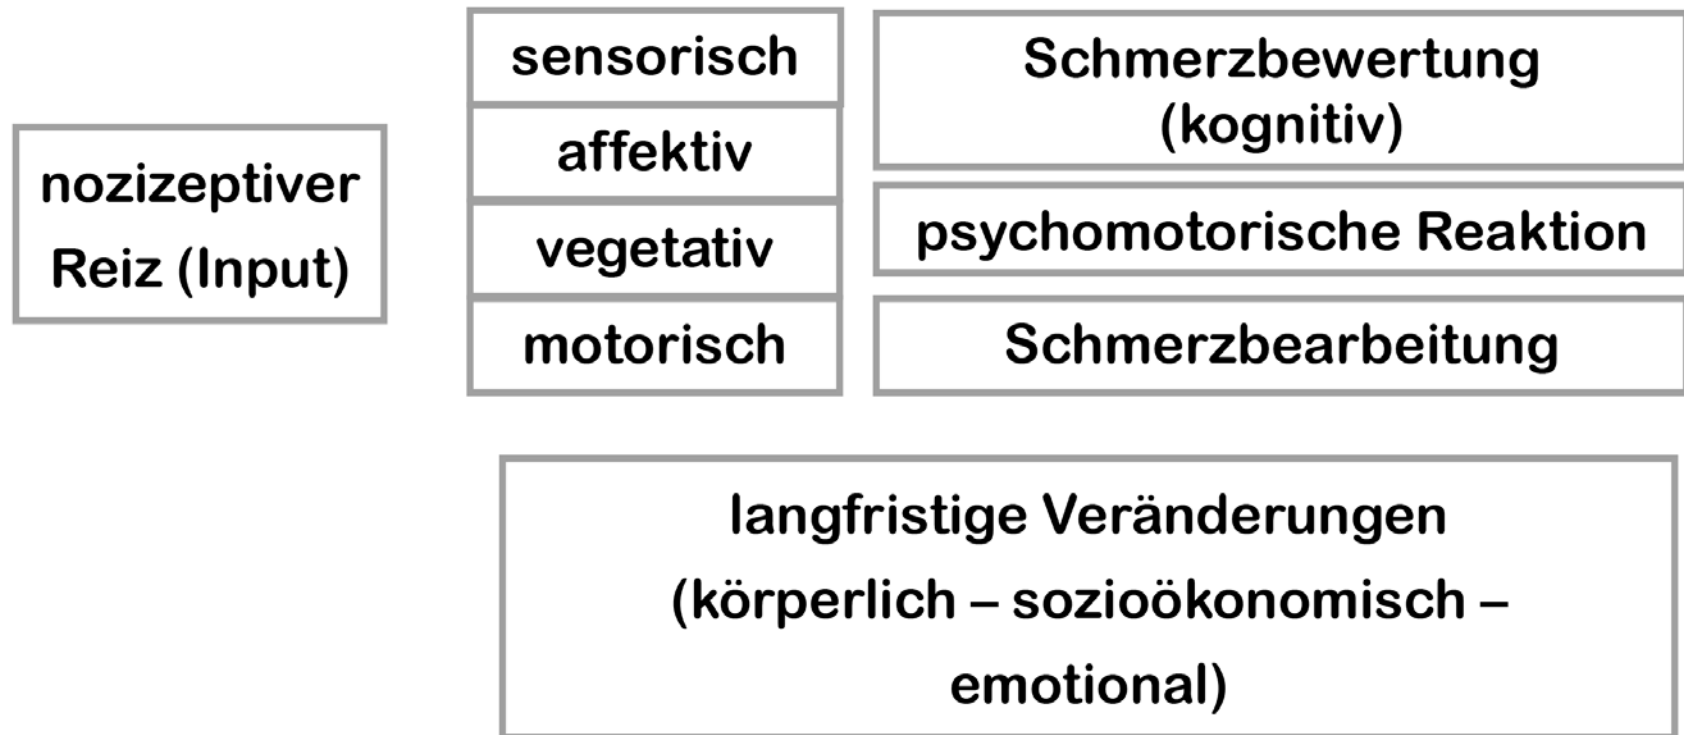 nozizeptiver
Reiz (Input)
sensorisch
affektiv
vegetativ
motorisch
Schmerzbewertung
(kognitiv)
psychomotorische Reaktion
Schmerzbearbeitung
langfristige Veränderungen
(körperlich – sozioökonomisch –
emotional)